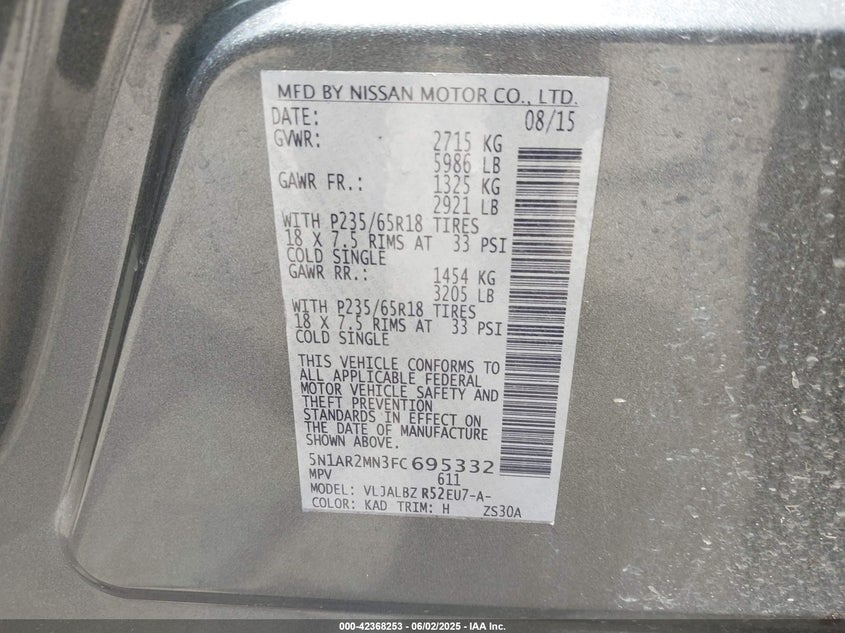 MFD BY NISSAN MOTOR CO., LTD.
DATE: 08/15
GVWR: 2715 KG
5986 LB
GAWR FR.: 1325 KG
2921 LB
WITH P235/65R18 TIRES
18 X 7.5 RIMS AT 33 PSI
COLD SINGLE
GAWR RR.: 1454 KG
3205 LB
WITH P235/65R18 TIRES
18 X 7.5 RIMS AT 33 PSI
COLD SINGLE
THIS VEHICLE CONFORMS TO
ALL APPLICABLE FEDERAL
MOTOR VEHICLE SAFETY AND
THEFT PREVENTION
STANDARDS IN EFFECT ON
THE DATE OF MANUFACTURE
SHOWN ABOVE.
5N1AR2MN3FC695332
MPV 611
MODEL: VLJALBZ R52EU7-A-
COLOR: KAD TRIM: H ZS30A
000-42368253 - 06/02/2025 - IAA Inc.